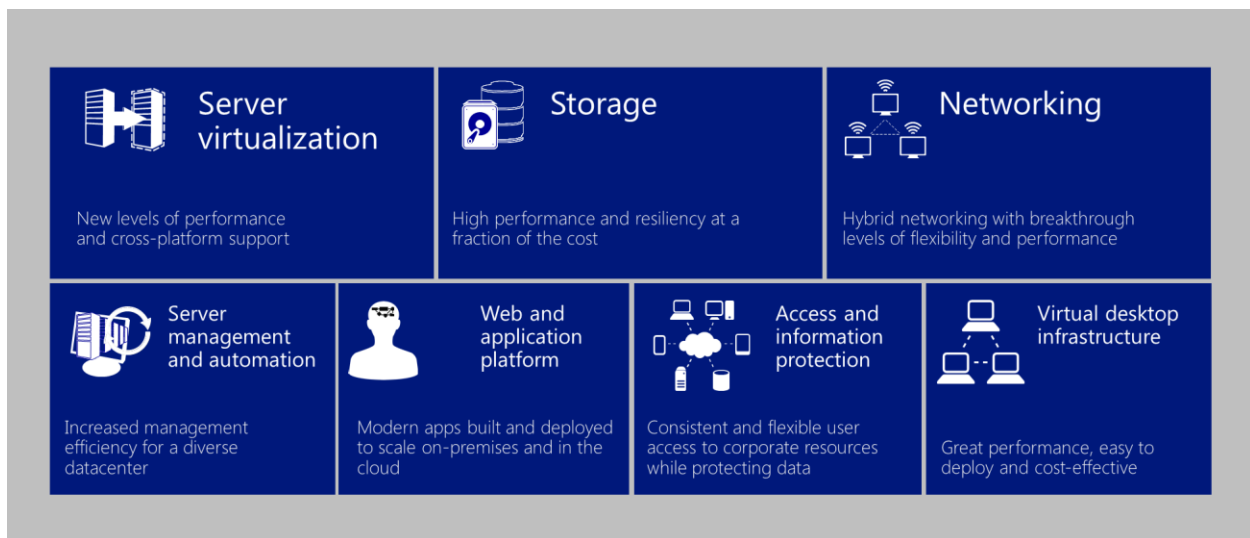 Server
virtualization
New levels of performance
and cross-platform support
Storage
High performance and resiliency at a
fraction of the cost
Networking
Hybrid networking with breakthrough
levels of flexibility and performance
Server
management
and automation
Increased management
efficiency for a diverse
datacenter
Web and
application
platform
Modern apps built and deployed
to scale on-premises and in the
cloud
Access and
information
protection
Consistent and flexible user
access to corporate resources
while protecting data
Virtual desktop
infrastructure
Great performance, easy to
deploy and cost-effective